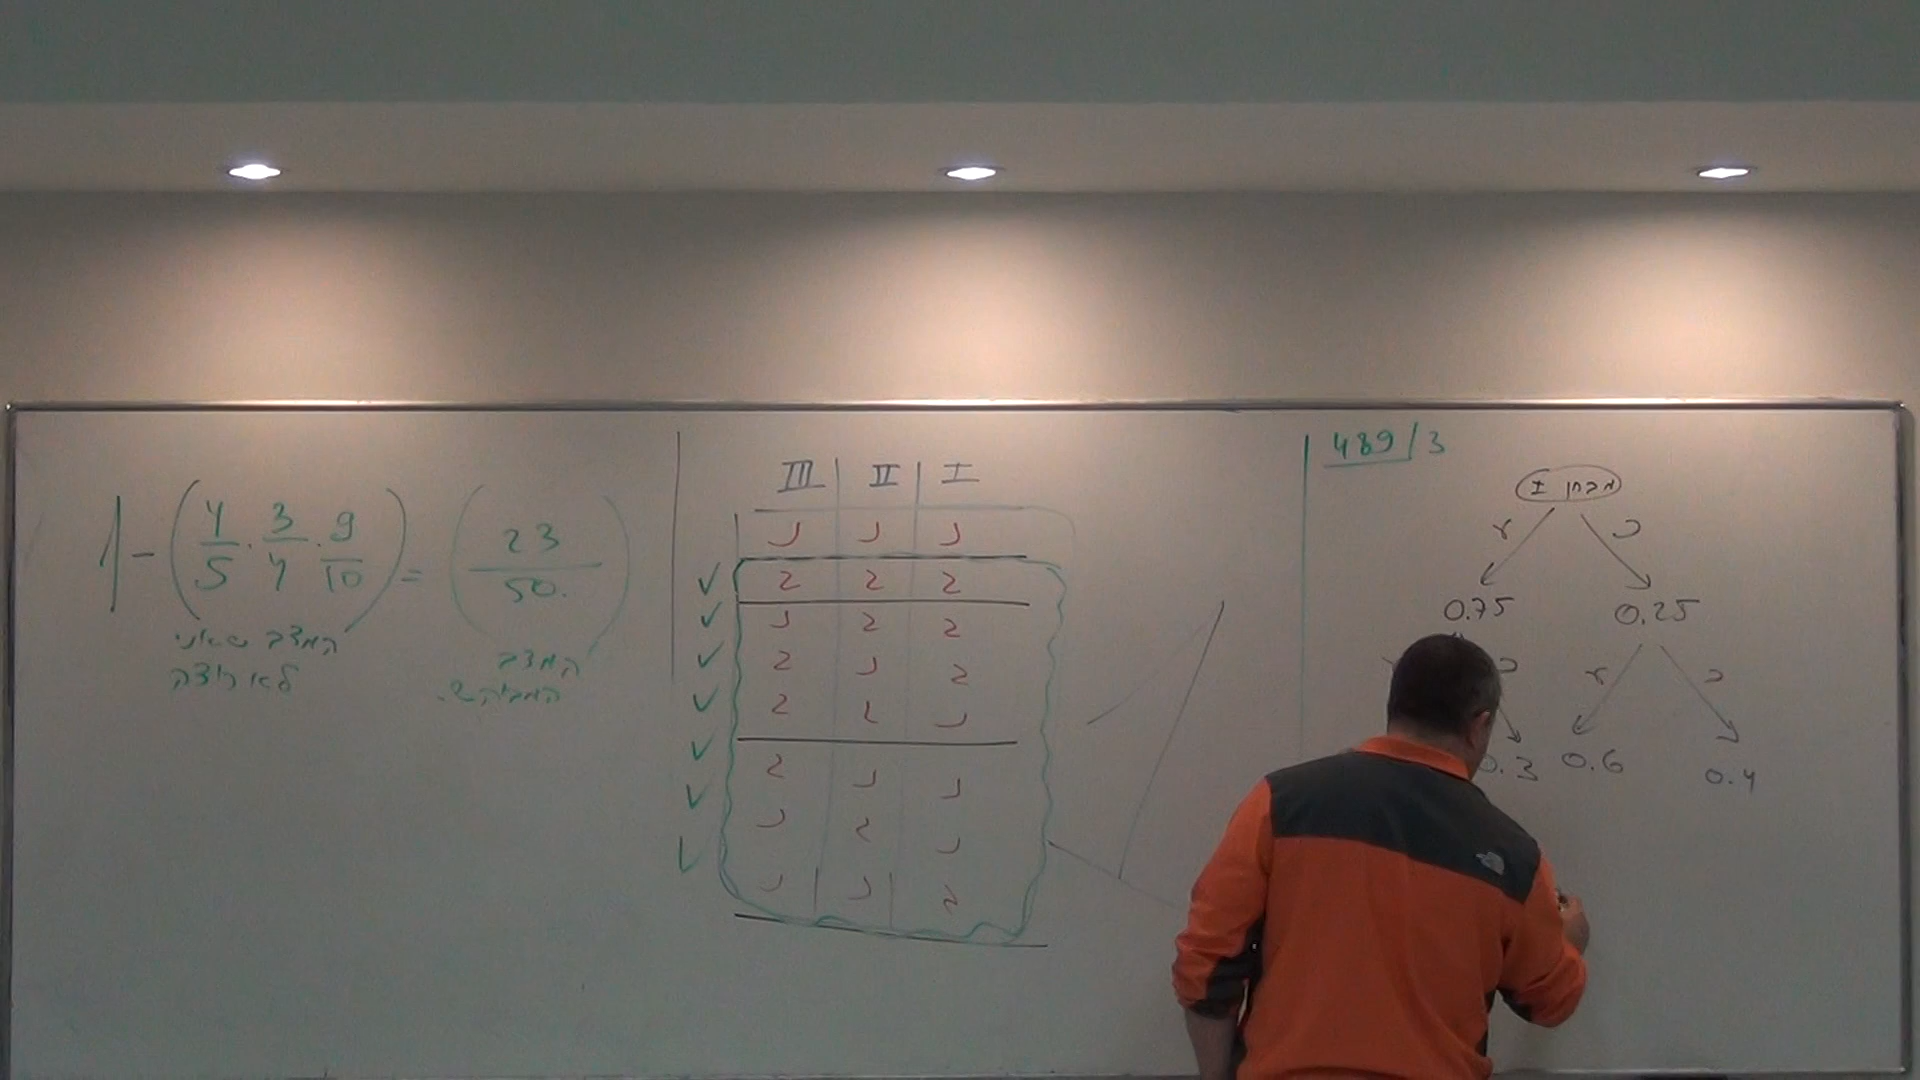 1 - ( 4/5 · 3/4 · 9/10 ) = ( 23/50 )
המצב שאני
לא רוצה
המצב
המבוקש.
III | II | I
נ נ נ
✓ צ צ צ
✓ נ צ צ
✓ צ נ צ
✓ צ צ נ
✓ צ נ נ
✓ נ צ נ
✓ נ נ צ
489/3
מבחן I
0.75 0.25
0.3 0.6 0.4